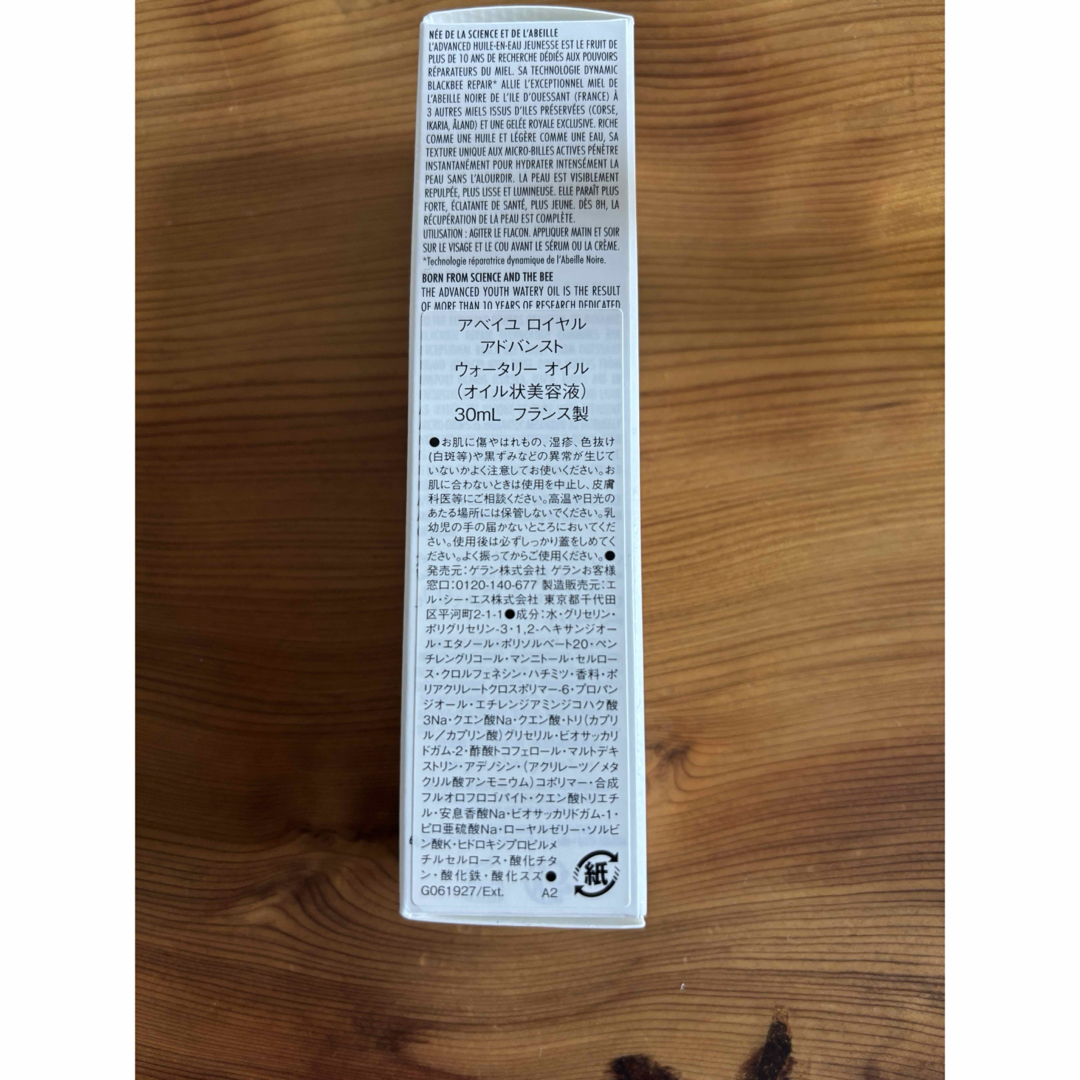 NÉE DE LA SCIENCE ET DE L'ABEILLE
L'ADVANCED HUILE-EN-EAU JEUNESSE EST LE FRUIT DE
PLUS DE 10 ANS DE RECHERCHE DÉDIÉS AUX POUVOIRS
RÉPARATEURS DU MIEL. SA TECHNOLOGIE DYNAMIC
BLACKBEE REPAIR* ALLIE L'EXCEPTIONNEL MIEL DE
L'ABEILLE NOIRE DE L'ILE D'OUESSANT (FRANCE) À
3 AUTRES MIELS ISSUS D'ILES PRÉSERVÉES (CORSE,
IKARIA, ÅLAND) ET UNE GELÉE ROYALE EXCLUSIVE. RICHE
COMME UNE HUILE ET LÉGÈRE COMME UNE EAU, SA
TEXTURE UNIQUE AUX MICRO-BILLES ACTIVES PÉNÈTRE
INSTANTANÉMENT POUR HYDRATER INTENSÉMENT LA
PEAU SANS L'ALOURDIR. LA PEAU EST VISIBLEMENT
REPULPÉE, PLUS LISSE ET LUMINEUSE. ELLE PARAÎT PLUS
FORTE, ÉCLATANTE DE SANTÉ, PLUS JEUNE. DÈS 8H, LA
RÉCUPÉRATION DE LA PEAU EST COMPLÈTE.
UTILISATION : AGITER LE FLACON. APPLIQUER MATIN ET SOIR
SUR LE VISAGE ET LE COU AVANT LE SÉRUM OU LA CRÈME.
*Technologie réparatrice dynamique de l'Abeille Noire.
BORN FROM SCIENCE AND THE BEE
THE ADVANCED YOUTH WATERY OIL IS THE RESULT
OF MORE THAN 10 YEARS OF RESEARCH DEDICATED
アベイユ ロイヤル
アドバンスト
ウォータリー オイル
(オイル状美容液)
30mL フランス製
●お肌に傷やはれもの、湿疹、色抜け
(白斑等)や黒ずみなどの異常が生じて
いないかよく注意してお使いください。お
肌に合わないときは使用を中止し、皮膚
科医等にご相談ください。高温や日光の
あたる場所には保管しないでください。乳
幼児の手の届かないところにおいてくだ
さい。使用後は必ずしっかり蓋をしめてく
ださい。よく振ってからご使用ください。●
発売元:ゲラン株式会社 ゲランお客様
窓口:0120-140-677 製造販売元:エ
ル・シー・エス株式会社 東京都千代田
区平河町2-1-1●成分:水・グリセリン・
ポリグリセリン-3・1,2-ヘキサンジオー
ル・エタノール・ポリソルベート20・ペン
チレングリコール・マンニトール・セルロー
ス・クロルフェネシン・ハチミツ・香料・ポ
リアクリレートクロスポリマー-6・プロパン
ジオール・エチレンジアミンジコハク酸
3Na・クエン酸Na・クエン酸・トリ(カプリ
ル/カプリン酸)グリセリル・ビオサッカリ
ドガム-2・酢酸トコフェロール・マルトデキ
ストリン・アデノシン・(アクリレーツ/メタ
クリル酸アンモニウム)コポリマー・合成
フルオロフロゴパイト・クエン酸トリエチ
ル・安息香酸Na・ビオサッカリドガム-1・
ピロ亜硫酸Na・ローヤルゼリー・ソルビ
ン酸K・ヒドロキシプロピルメ
チルセルロース・酸化チタ
ン・酸化鉄・酸化スズ●
G061927/Ext. A2
紙